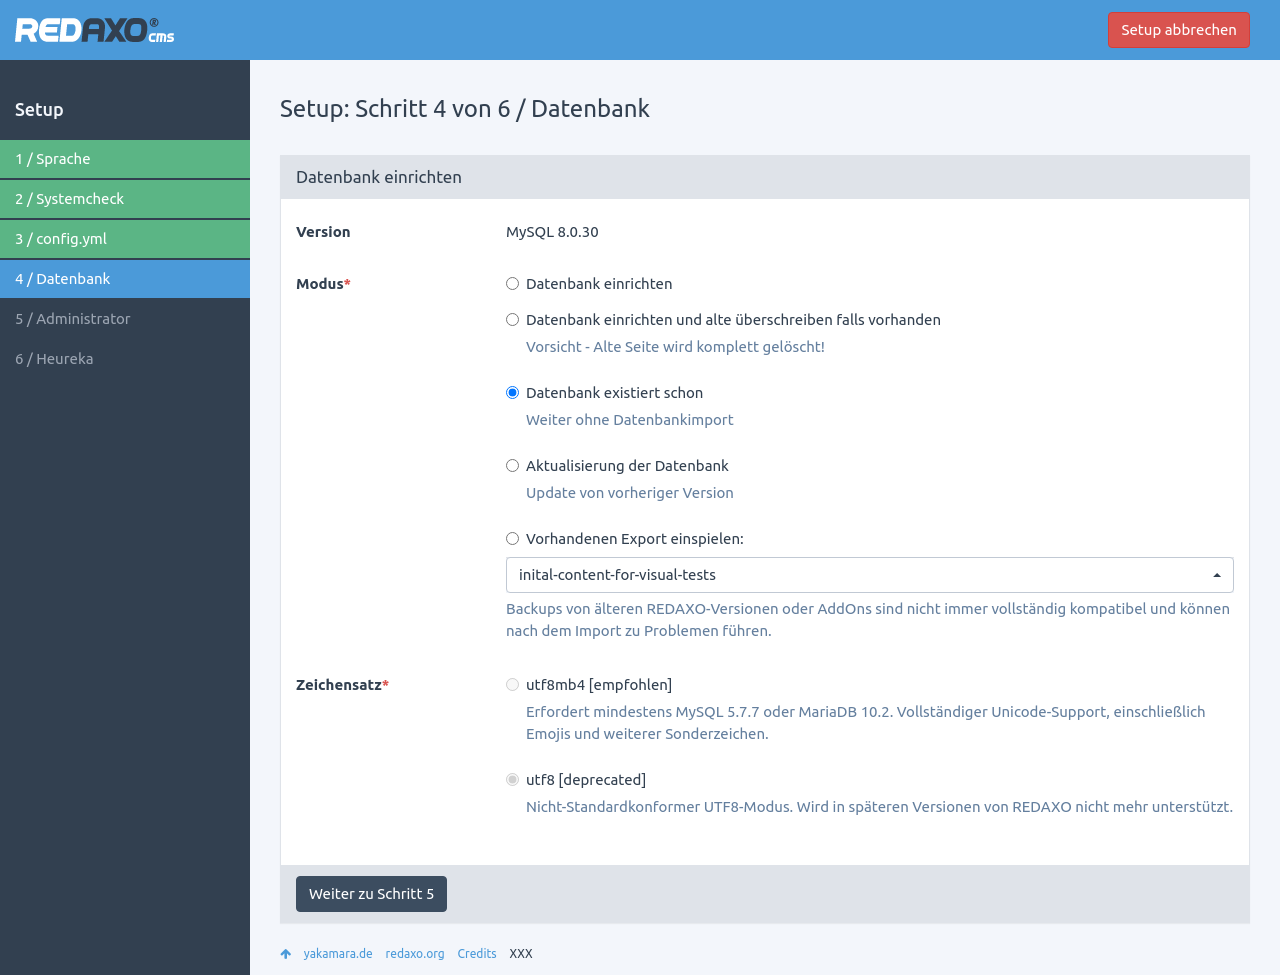 REDAXO® cms
Setup abbrechen
Setup
1 / Sprache
2 / Systemcheck
3 / config.yml
4 / Datenbank
5 / Administrator
6 / Heureka
Setup: Schritt 4 von 6 / Datenbank
Datenbank einrichten
Version
MySQL 8.0.30
Modus*
Datenbank einrichten
Datenbank einrichten und alte überschreiben falls vorhanden
Vorsicht - Alte Seite wird komplett gelöscht!
Datenbank existiert schon
Weiter ohne Datenbankimport
Aktualisierung der Datenbank
Update von vorheriger Version
Vorhandenen Export einspielen:
inital-content-for-visual-tests
Backups von älteren REDAXO-Versionen oder AddOns sind nicht immer vollständig kompatibel und können
nach dem Import zu Problemen führen.
Zeichensatz*
utf8mb4 [empfohlen]
Erfordert mindestens MySQL 5.7.7 oder MariaDB 10.2. Vollständiger Unicode-Support, einschließlich
Emojis und weiterer Sonderzeichen.
utf8 [deprecated]
Nicht-Standardkonformer UTF8-Modus. Wird in späteren Versionen von REDAXO nicht mehr unterstützt.
Weiter zu Schritt 5
yakamara.de redaxo.org Credits XXX